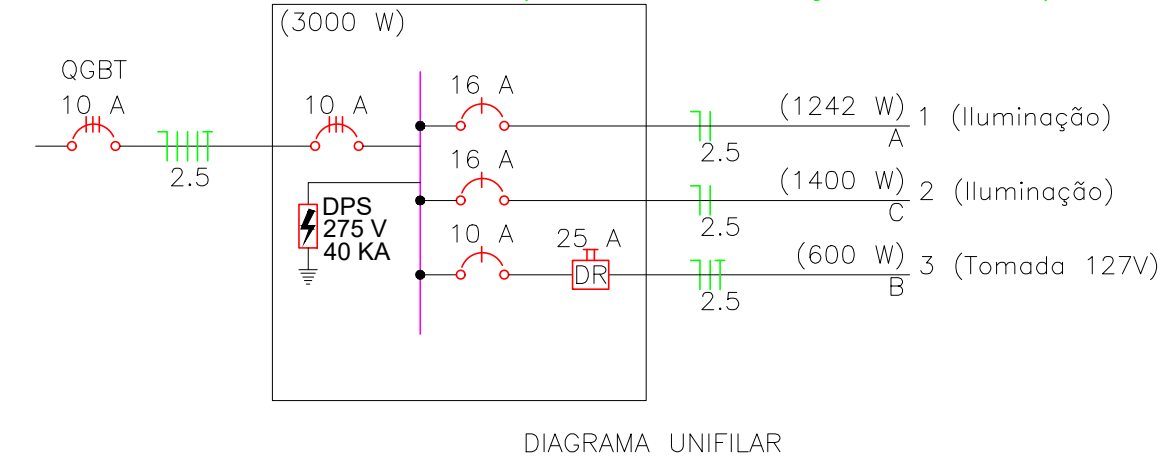 (3000 W)
QGBT
10 A
2.5
10 A
DPS
275 V
40 KA
16 A
2.5
(1242 W)
A
1 (Iluminação)
16 A
2.5
(1400 W)
C
2 (Iluminação)
10 A
25 A
DR
2.5
(600 W)
B
3 (Tomada 127V)
DIAGRAMA UNIFILAR